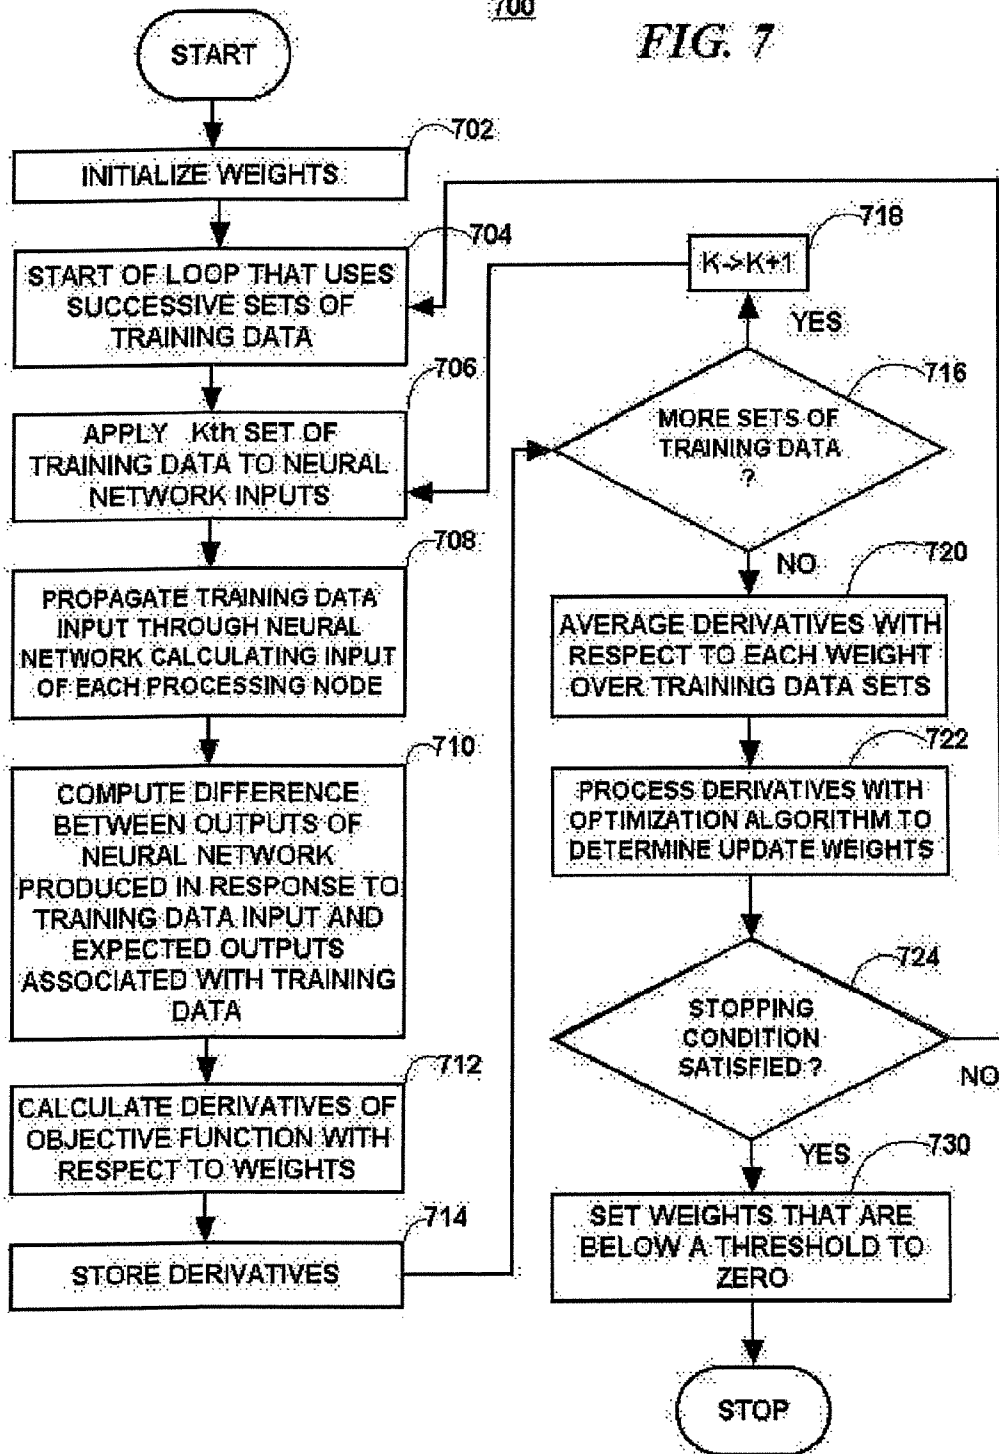 700
FIG. 7
START
702
INITIALIZE WEIGHTS
704
START OF LOOP THAT USES
SUCCESSIVE SETS OF
TRAINING DATA
706
APPLY Kth SET OF
TRAINING DATA TO NEURAL
NETWORK INPUTS
708
PROPAGATE TRAINING DATA
INPUT THROUGH NEURAL
NETWORK CALCULATING INPUT
OF EACH PROCESSING NODE
710
COMPUTE DIFFERENCE
BETWEEN OUTPUTS OF
NEURAL NETWORK
PRODUCED IN RESPONSE TO
TRAINING DATA INPUT AND
EXPECTED OUTPUTS
ASSOCIATED WITH TRAINING
DATA
712
CALCULATE DERIVATIVES OF
OBJECTIVE FUNCTION WITH
RESPECT TO WEIGHTS
714
STORE DERIVATIVES
718
K->K+1
YES
716
MORE SETS OF
TRAINING DATA
?
NO
720
AVERAGE DERIVATIVES WITH
RESPECT TO EACH WEIGHT
OVER TRAINING DATA SETS
722
PROCESS DERIVATIVES WITH
OPTIMIZATION ALGORITHM TO
DETERMINE UPDATE WEIGHTS
724
STOPPING
CONDITION
SATISFIED ?
NO
YES
730
SET WEIGHTS THAT ARE
BELOW A THRESHOLD TO
ZERO
STOP